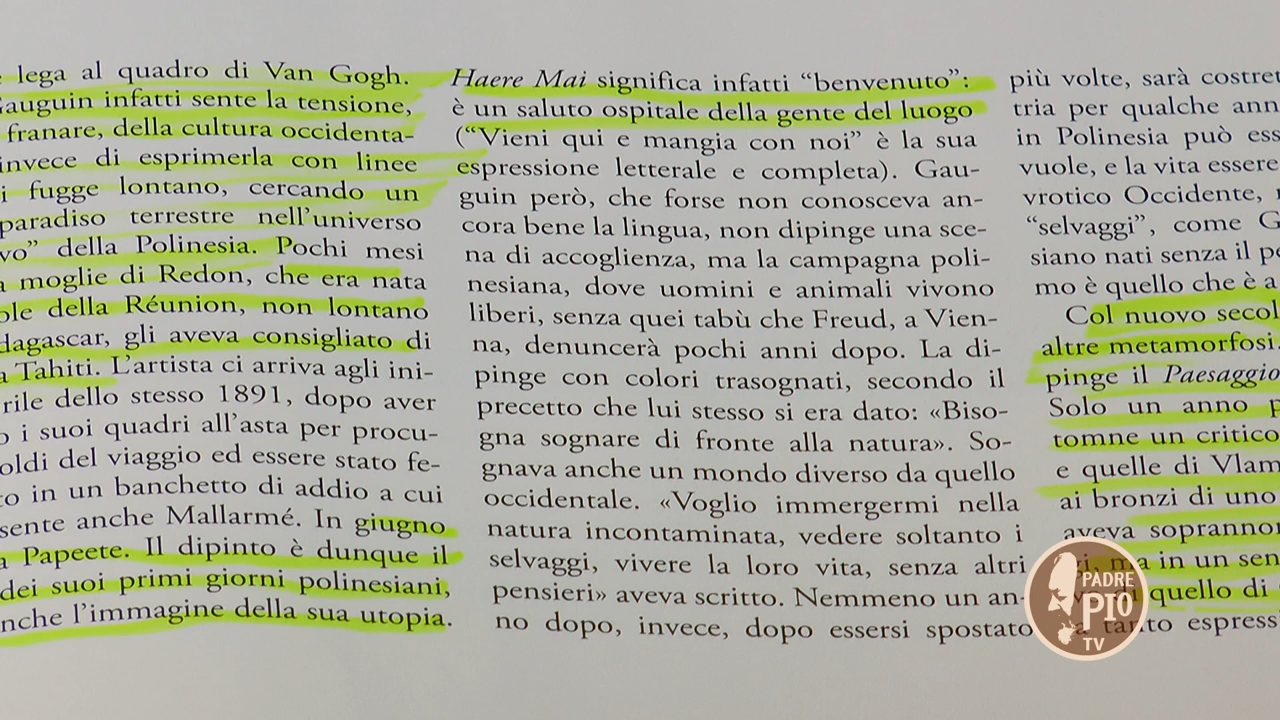 lega al quadro di Van Gogh.
Gauguin infatti sente la tensione,
franare, della cultura occidenta-
invece di esprimerla con linee
i fugge lontano, cercando un
paradiso terrestre nell'universo
vo” della Polinesia. Pochi mesi
moglie di Redon, che era nata
della Réunion, non lontano
dagascar, gli aveva consigliato di
a Tahiti. L'artista ci arriva agli ini-
rile dello stesso 1891, dopo aver
o i suoi quadri all'asta per procu-
oldi del viaggio ed essere stato fe-
to in un banchetto di addio a cui
sente anche Mallarmé. In giugno
a Papeete. Il dipinto è dunque il
dei suoi primi giorni polinesiani,
nche l'immagine della sua utopia.
Haere Mai significa infatti “benvenuto”:
è un saluto ospitale della gente del luogo
(“Vieni qui e mangia con noi” è la sua
espressione letterale e completa). Gau-
guin però, che forse non conosceva an-
cora bene la lingua, non dipinge una sce-
na di accoglienza, ma la campagna poli-
nesiana, dove uomini e animali vivono
liberi, senza quei tabù che Freud, a Vien-
na, denuncerà pochi anni dopo. La di-
pinge con colori trasognati, secondo il
precetto che lui stesso si era dato: «Biso-
gna sognare di fronte alla natura». So-
gnava anche un mondo diverso da quello
occidentale. «Voglio immergermi nella
natura incontaminata, vedere soltanto i
selvaggi, vivere la loro vita, senza altri
pensieri» aveva scritto. Nemmeno un an-
no dopo, invece, dopo essersi spostato
più volte, sarà costret
tria per qualche ann
in Polinesia può ess
vuole, e la vita essere
vrotico Occidente,
“selvaggi”, come G
siano nati senza il pe
mo è quello che è a
Col nuovo secol
altre metamorfosi.
pinge il Paesaggio
Solo un anno p
tomne un critico
e quelle di Vlam
ai bronzi di uno
aveva soprannon
gi, ma in un sen
quello di
tanto espress
PADRE
PIO
TV